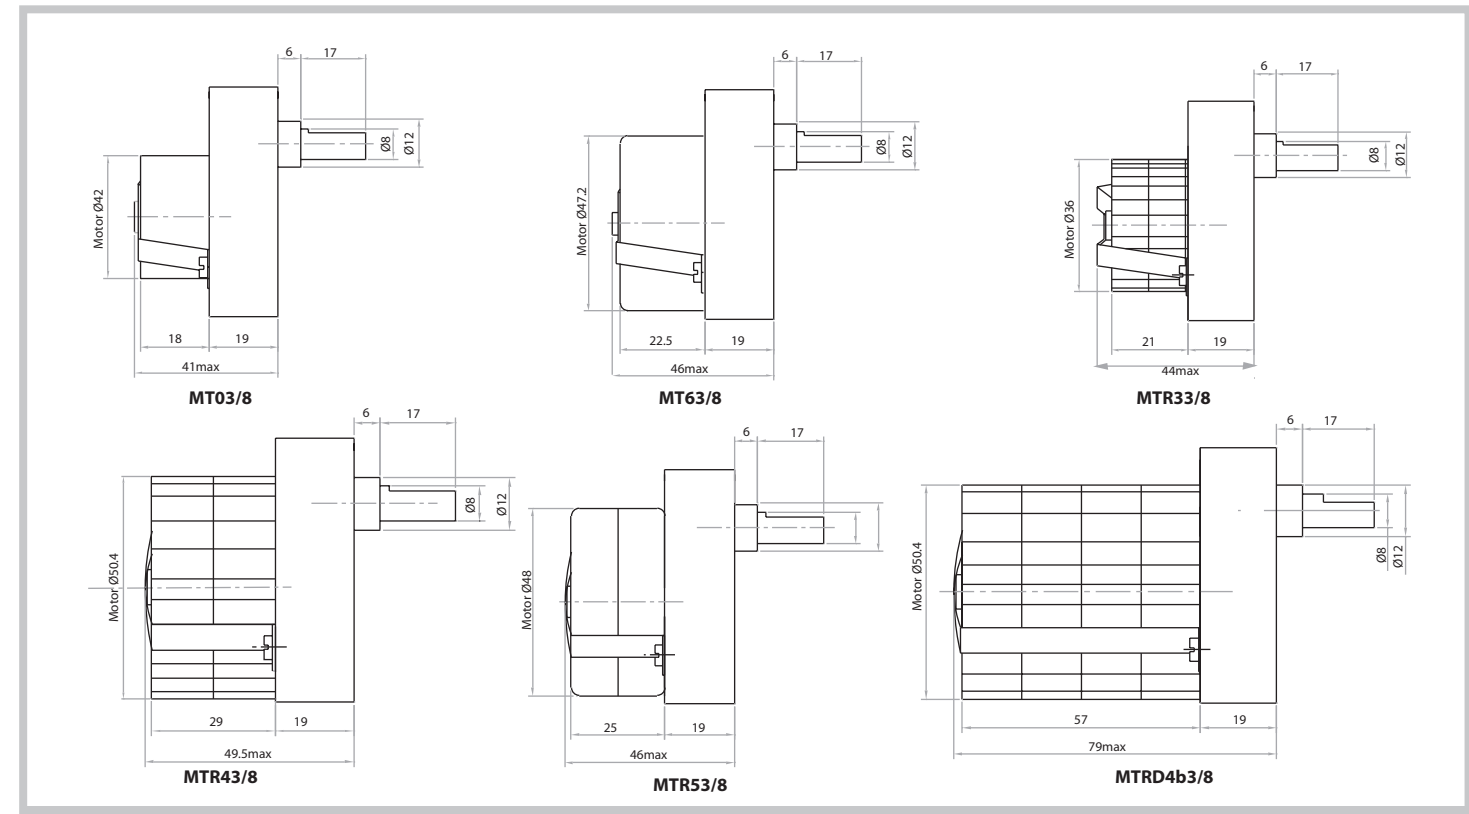 6 17
Ø8
Ø12
Motor Ø42
18 19
41max
MT03/8
6 17
Ø8
Ø12
Motor Ø47.2
22.5 19
46max
MT63/8
6 17
Ø8
Ø12
Motor Ø36
21 19
44max
MTR33/8
6 17
Ø8
Ø12
Motor Ø50.4
29 19
49.5max
MTR43/8
6 17
Motor Ø48
25 19
46max
MTR53/8
6 17
Ø8
Ø12
Motor Ø50.4
57 19
79max
MTRD4b3/8